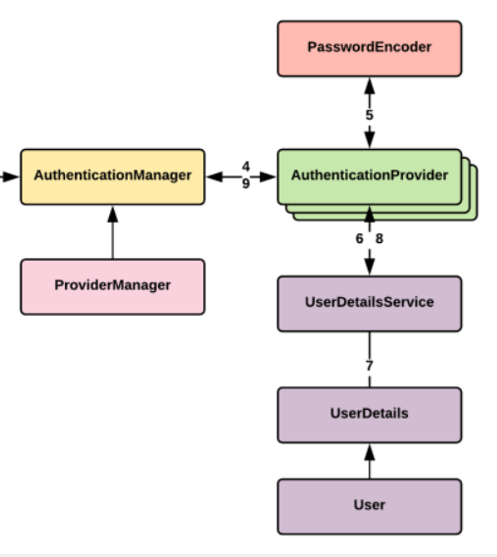 PasswordEncoder
5
AuthenticationManager
4
9
AuthenticationProvider
6 8
ProviderManager
UserDetailsService
7
UserDetails
User